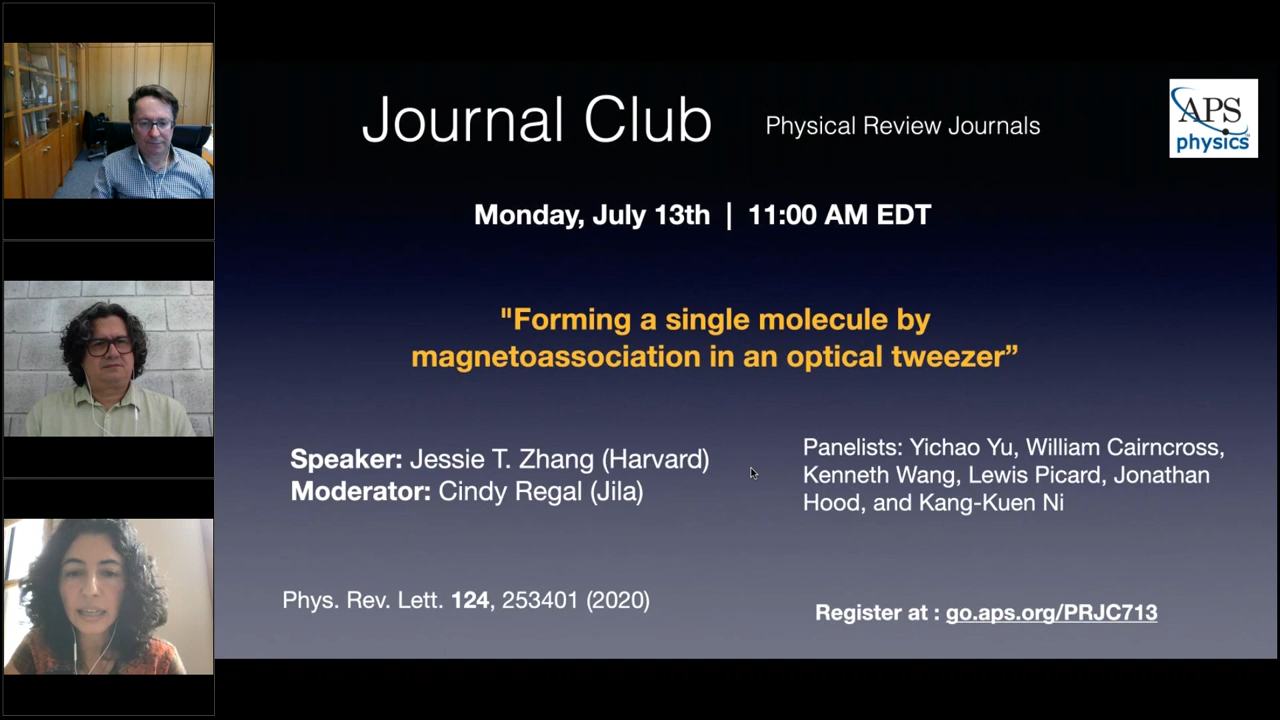 Journal Club
Physical Review Journals
APS
physics
Monday, July 13th | 11:00 AM EDT
"Forming a single molecule by
magnetoassociation in an optical tweezer”
Speaker: Jessie T. Zhang (Harvard)
Moderator: Cindy Regal (Jila)
Panelists: Yichao Yu, William Cairncross,
Kenneth Wang, Lewis Picard, Jonathan
Hood, and Kang-Kuen Ni
Phys. Rev. Lett. 124, 253401 (2020)
Register at : go.aps.org/PRJC713